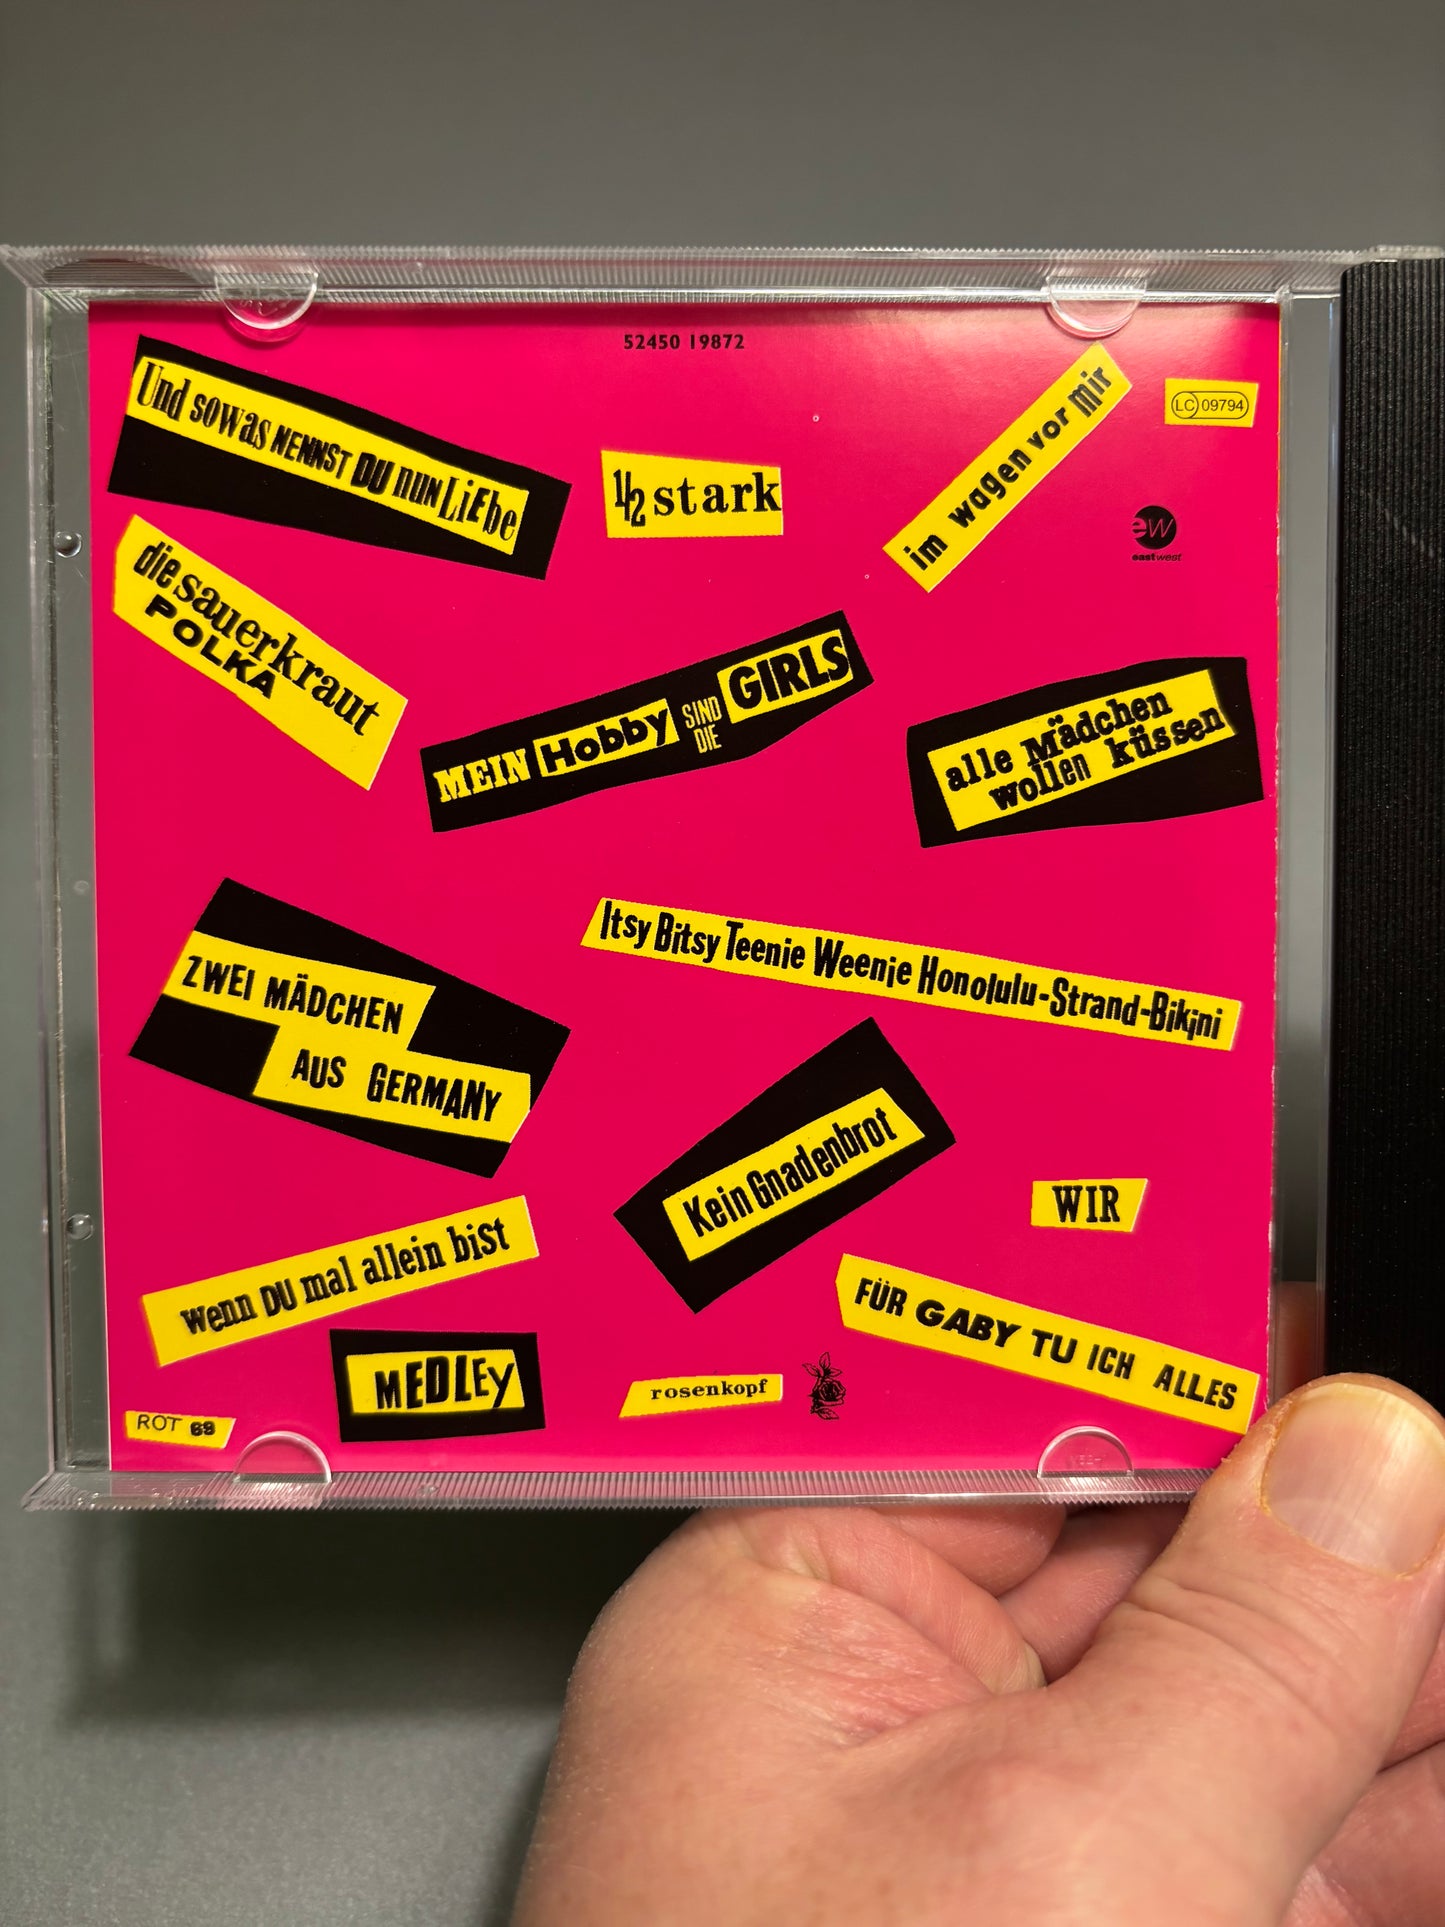 52450 19872
Und sowas NENNST DU nun LiEbe
1/2 stark
im wagen vor mir
LC 09794
ew
eastwest
die sauerkraut
POLKA
MEIN Hobby SIND
DIE
GIRLS
alle Mädchen
wollen küssen
ZWEI MÄDCHEN
AUS GERMANY
Itsy Bitsy Teenie Weenie Honolulu-Strand-Bikini
Kein Gnadenbrot
WIR
wenn DU mal allein biSt
FÜR GABY TU ICH ALLES
MEDLEy
rosenkopf
ROT 69